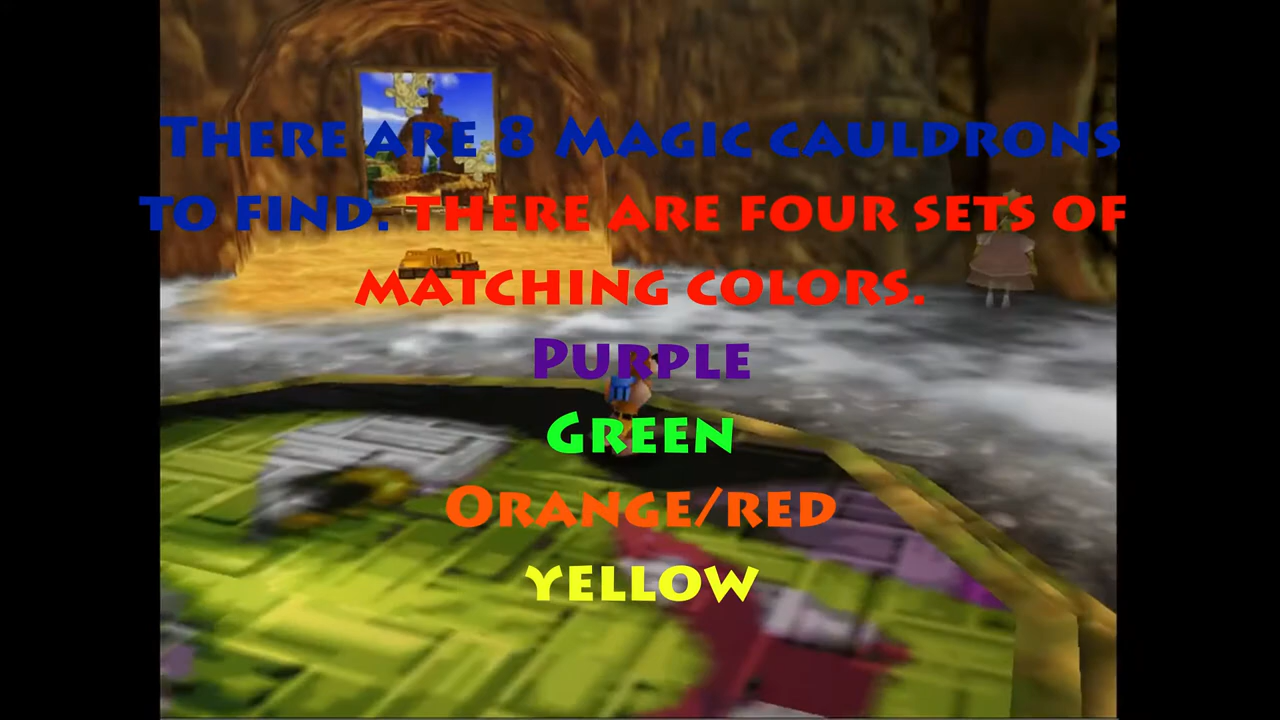 There are 8 Magic cauldrons
to find. there are four sets of
matching colors.
Purple
Green
Orange/red
yellow